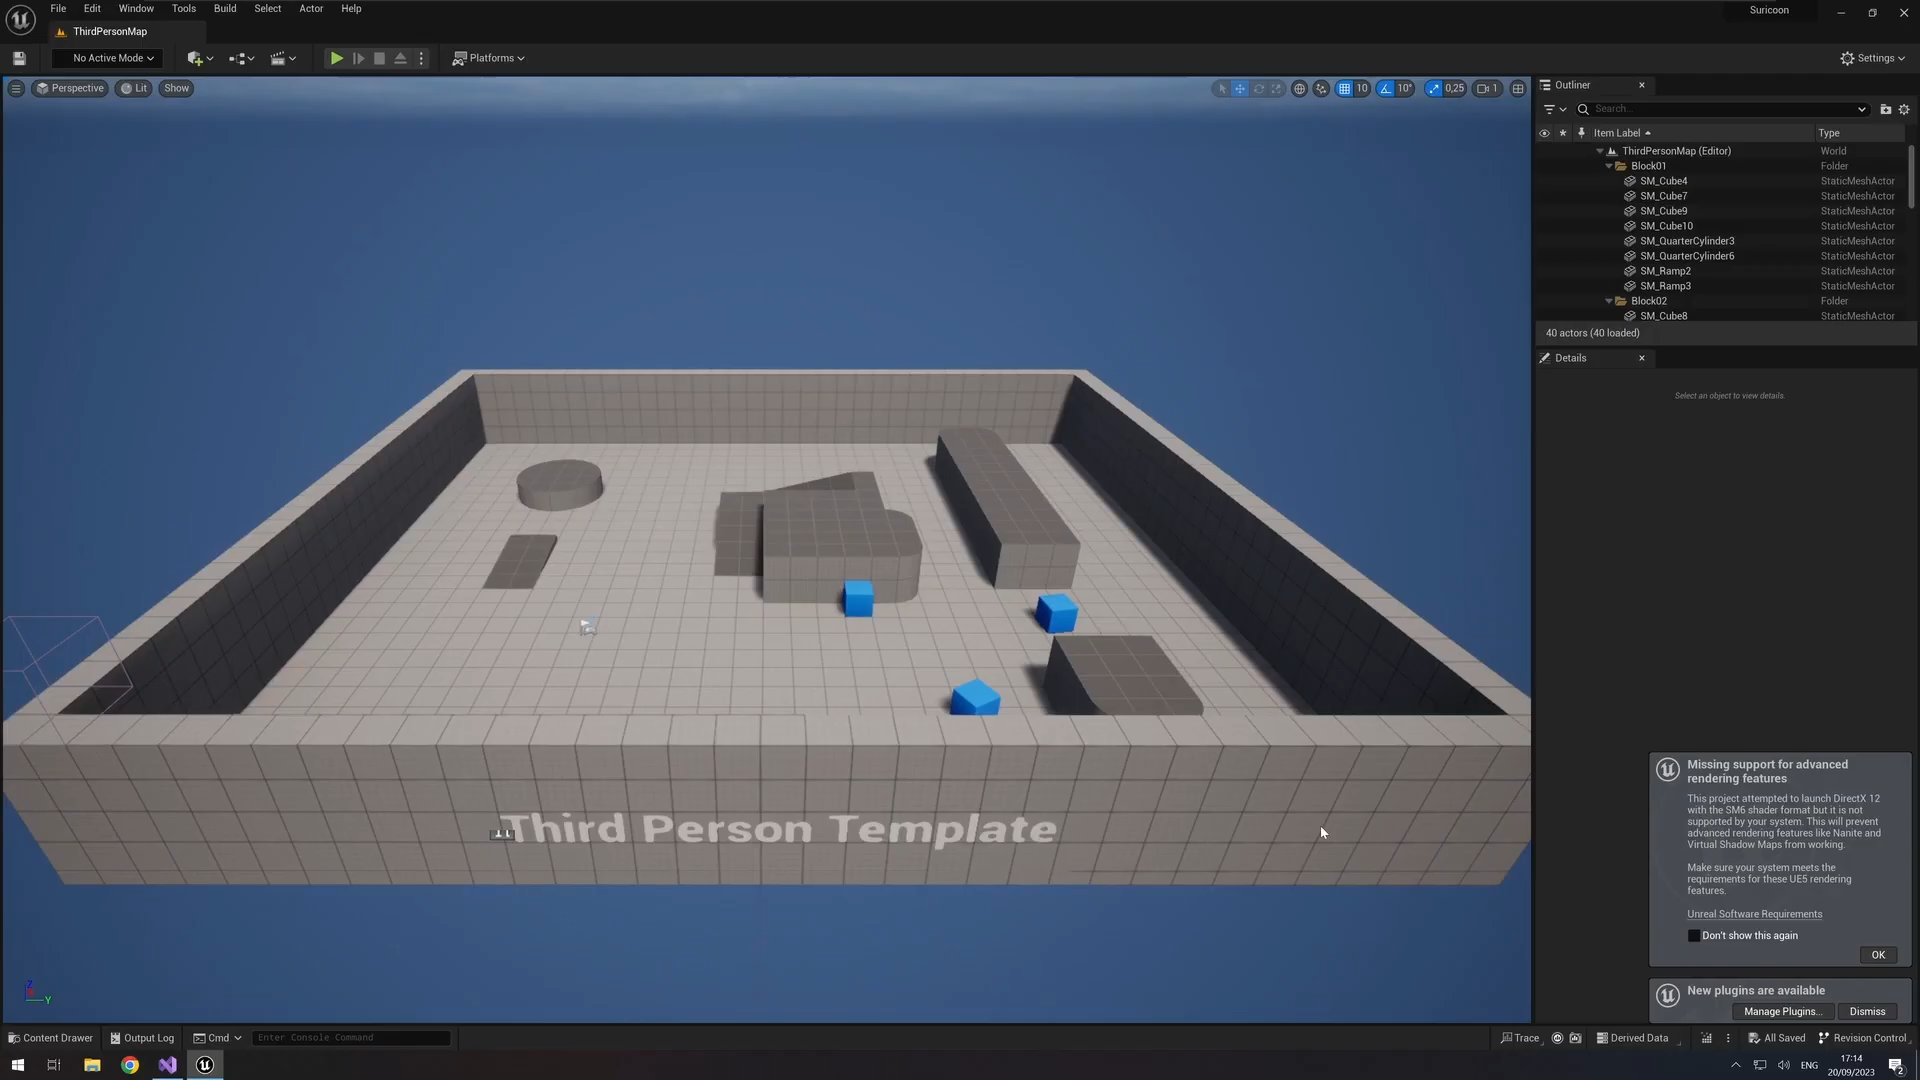 File Edit Window Tools Build Select Actor Help
Suricoon
ThirdPersonMap
No Active Mode
Platforms
Settings
Perspective Lit Show
10 10° 0,25 1
Outliner
Search...
Item Label Type
ThirdPersonMap (Editor) World
Block01 Folder
SM_Cube4 StaticMeshActor
SM_Cube7 StaticMeshActor
SM_Cube9 StaticMeshActor
SM_Cube10 StaticMeshActor
SM_QuarterCylinder3 StaticMeshActor
SM_QuarterCylinder6 StaticMeshActor
SM_Ramp2 StaticMeshActor
SM_Ramp3 StaticMeshActor
Block02 Folder
SM_Cube8 StaticMeshActor
40 actors (40 loaded)
Details
Select an object to view details.
Third Person Template
Missing support for advanced
rendering features
This project attempted to launch DirectX 12
with the SM6 shader format but it is not
supported by your system. This will prevent
advanced rendering features like Nanite and
Virtual Shadow Maps from working.
Make sure your system meets the
requirements for these UE5 rendering
features.
Unreal Software Requirements
Don't show this again
OK
New plugins are available
Manage Plugins... Dismiss
Z
Y
Content Drawer Output Log Cmd Enter Console Command
Trace Derived Data All Saved Revision Control
ENG
17:14
20/09/2023
2